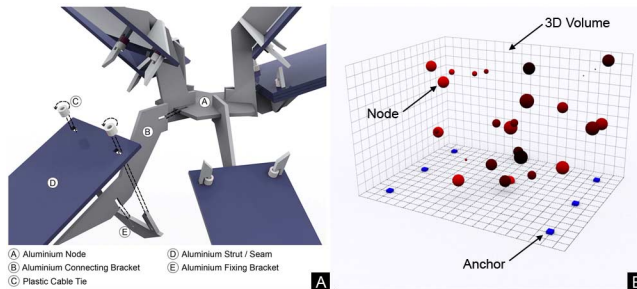 C
A
B
D
E
A Aluminium Node
B Aluminium Connecting Bracket
C Plastic Cable Tie
D Aluminium Strut / Seam
E Aluminium Fixing Bracket
A
3D Volume
Node
Anchor